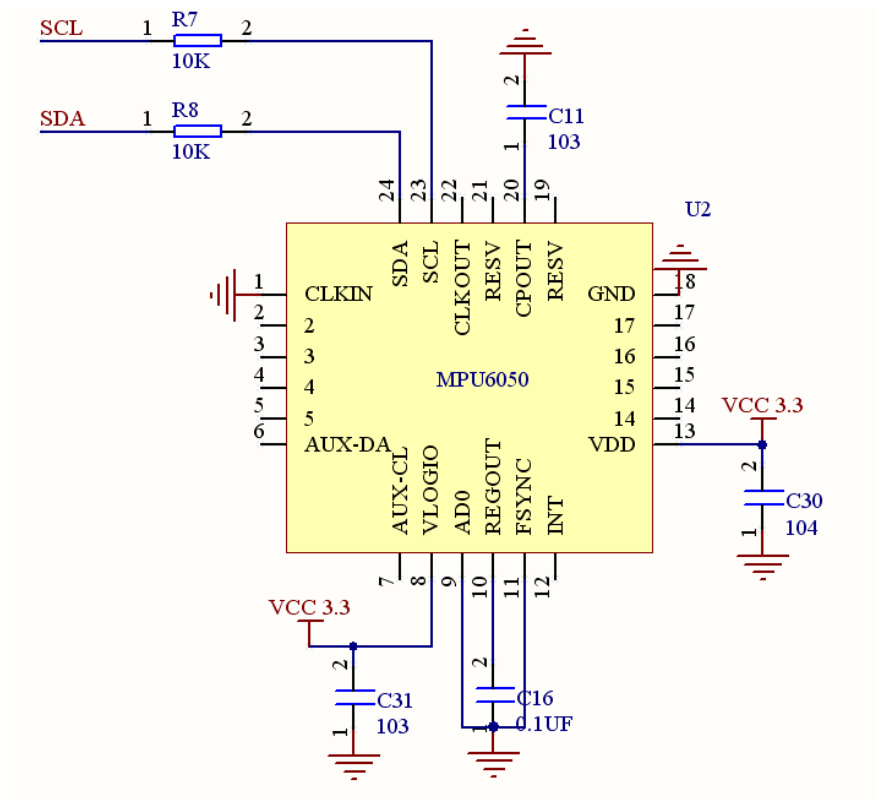 SCL
1
R7
2
10K
SDA
1
R8
2
10K
2
C11
103
1
24
23
22
21
20
19
U2
SDA
SCL
CLKOUT
RESV
CPOUT
RESV
1
CLKIN
GND
18
2
2
17
17
3
3
16
16
4
4
15
15
5
5
14
14
6
AUX-DA
VDD
13
MPU6050
VCC 3.3
2
C30
104
1
AUX-CL
VLOGIO
AD0
REGOUT
FSYNC
INT
7
8
9
10
11
12
VCC 3.3
2
C31
103
1
2
C16
0.1UF
1